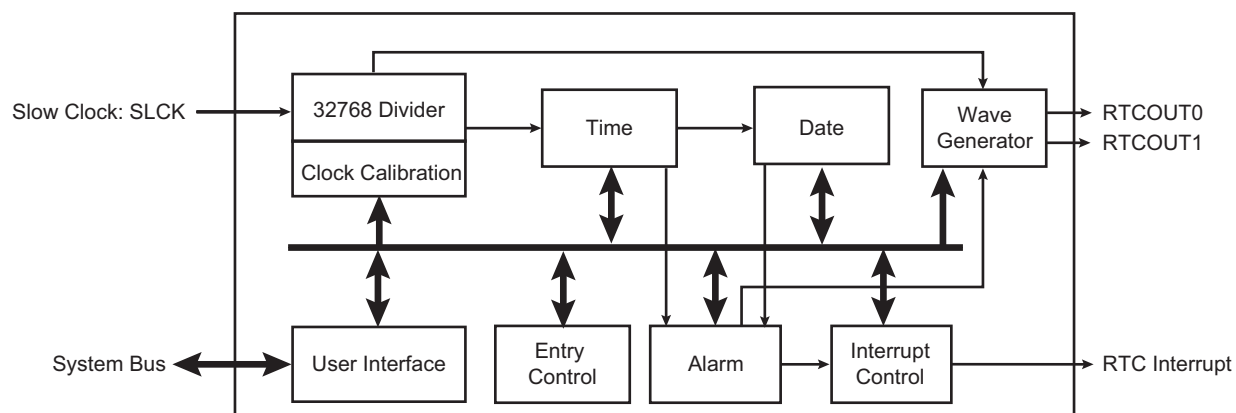 Slow Clock: SLCK
32768 Divider
Clock Calibration
Time
Date
Wave
Generator
RTCOUT0
RTCOUT1
System Bus
User Interface
Entry
Control
Alarm
Interrupt
Control
RTC Interrupt